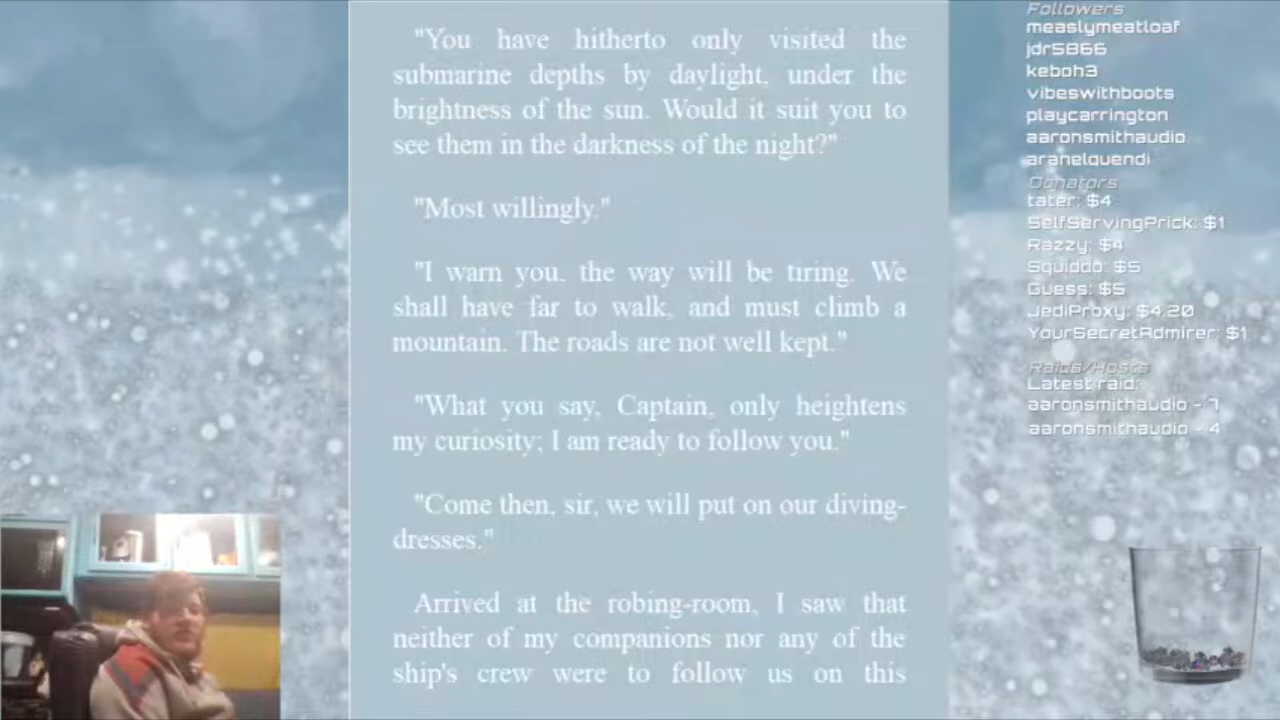 "You have hitherto only visited the
submarine depths by daylight, under the
brightness of the sun. Would it suit you to
see them in the darkness of the night?"
"Most willingly."
"I warn you, the way will be tiring. We
shall have far to walk, and must climb a
mountain. The roads are not well kept."
"What you say, Captain, only heightens
my curiosity; I am ready to follow you."
"Come then, sir, we will put on our diving-
dresses."
Arrived at the robing-room, I saw that
neither of my companions nor any of the
ship's crew were to follow us on this
Followers
measlymeatloaf
jdr5866
keboh3
vibeswithboots
playcarrington
aaronsmithaudio
aranelquendi
Donators
tater: $4
SelfServingPrick: $1
Razzy: $4
Squiddo: $5
Guess: $5
JediProxy: $4.20
YourSecretAdmirer: $1
Raids/Hosts
Latest raid:
aaronsmithaudio - 7
aaronsmithaudio - 4